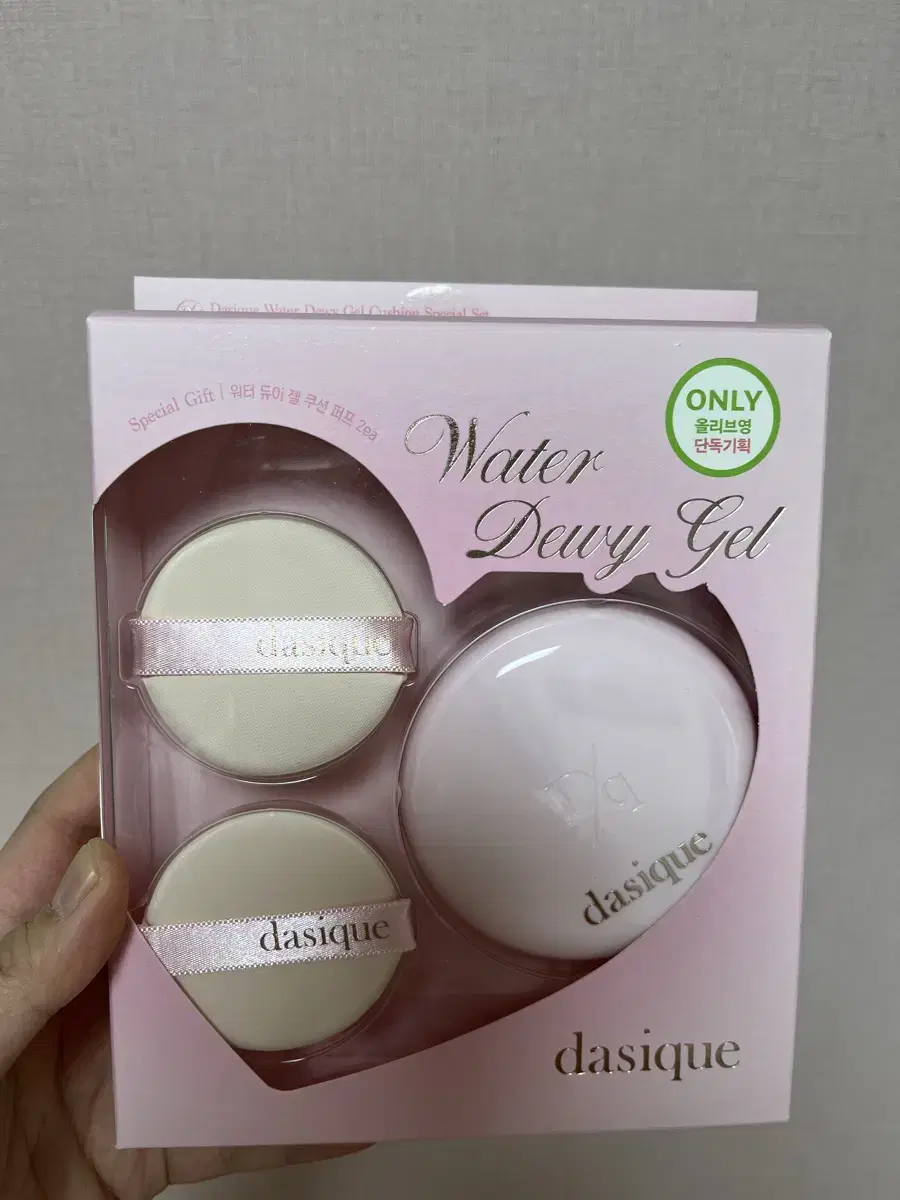 Dasique Water Dewy Gel Cushion Special Set
Special Gift | 워터 듀이 젤 쿠션 퍼프 2ea
Water
Dewy Gel
ONLY
올리브영
단독기획
dasique
dasique
dasique
dasique